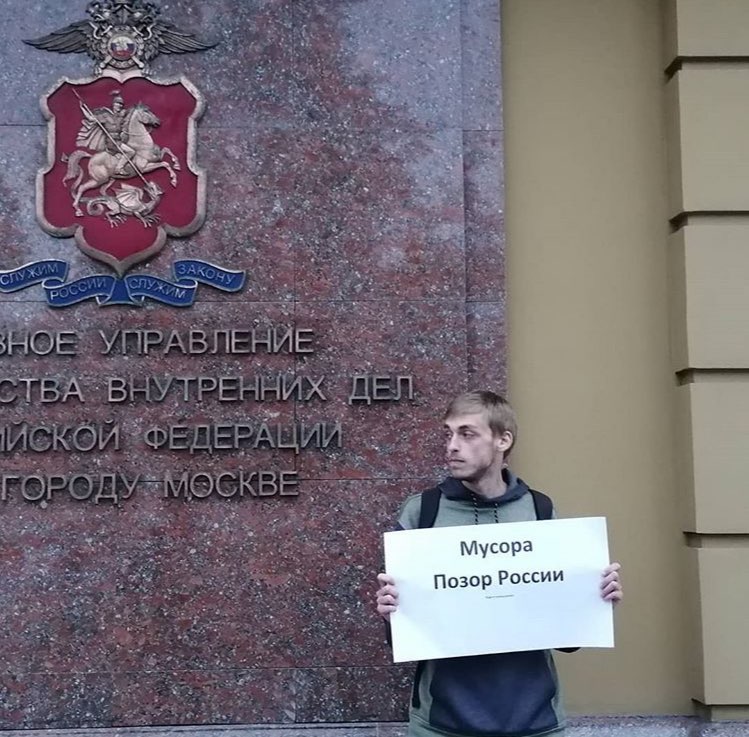 СЛУЖИМ РОССИИ СЛУЖИМ ЗАКОНУ
ВНОЕ УПРАВЛЕНИЕ
СТВА ВНУТРЕННИХ ДЕЛ
ИЙСКОЙ ФЕДЕРАЦИИ
ГОРОДУ МОСКВЕ
Мусора
Позор России